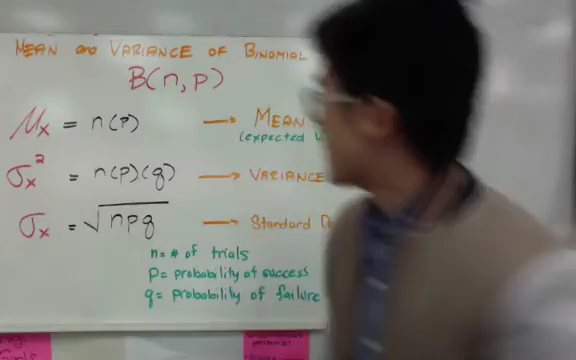 MEAN and VARIANCE OF BINOMIAL
B(n,p)
μx = n(p) → MEAN
(expected
σx² = n(p)(q) → VARIANCE
σx = √npq → Standard
n= # of trials
p= probability of success
q= probability of failure